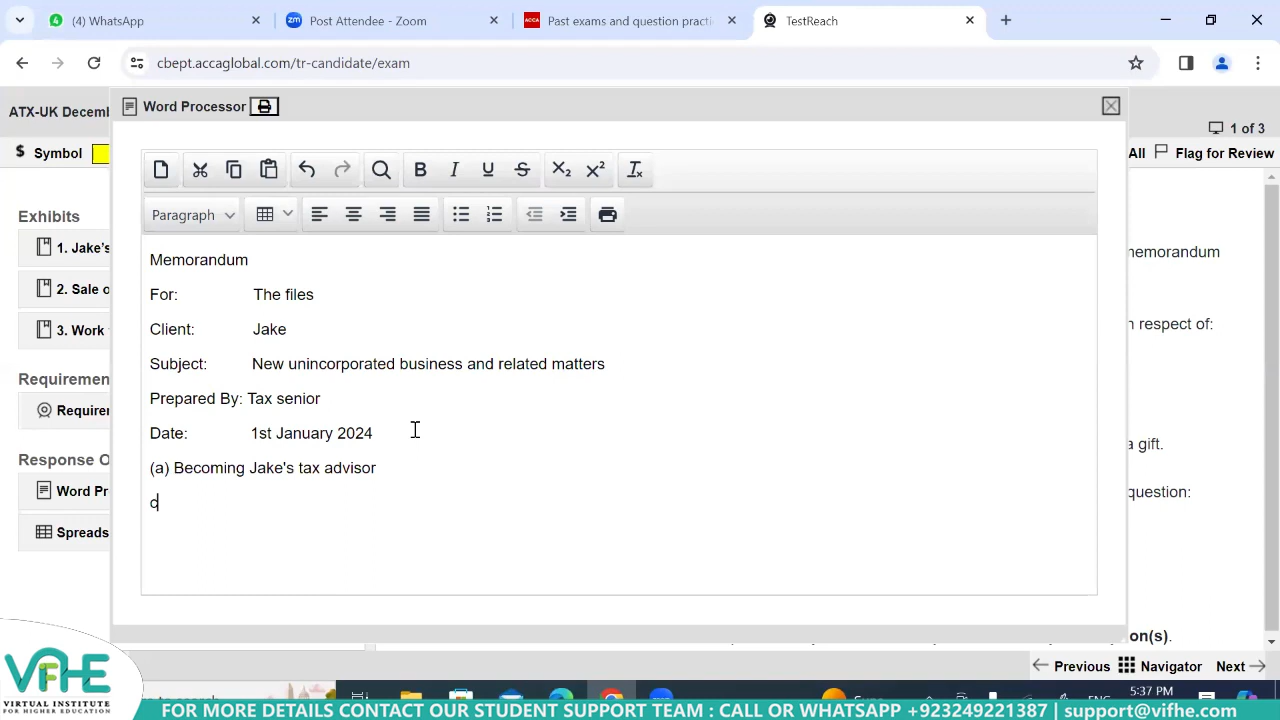 (4) WhatsApp
Post Attendee - Zoom
ACCA
Past exams and question practi
TestReach
cbept.accaglobal.com/tr-candidate/exam
ATX-UK Decemb
Word Processor
1 of 3
$ Symbol
All
Flag for Review
Paragraph
Exhibits
1. Jake's
2. Sale o
3. Work
Requiremen
Requirer
Response O
Word Pr
Spreads
Memorandum
For: The files
Client: Jake
Subject: New unincorporated business and related matters
Prepared By: Tax senior
Date: 1st January 2024
(a) Becoming Jake's tax advisor
c
nemorandum
n respect of:
a gift.
question:
on(s).
Previous
Navigator
Next
5:37 PM
ENG
VIFHE
VIRTUAL INSTITUTE
FOR HIGHER EDUCATION
FOR MORE DETAILS CONTACT OUR STUDENT SUPPORT TEAM : CALL OR WHATSAPP +923249221387 | support@vifhe.com